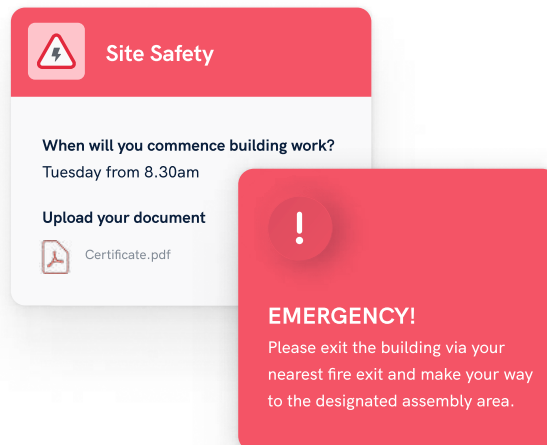 Site Safety
When will you commence building work?
Tuesday from 8.30am
Upload your document
Certificate.pdf
!
EMERGENCY!
Please exit the building via your
nearest fire exit and make your way
to the designated assembly area.